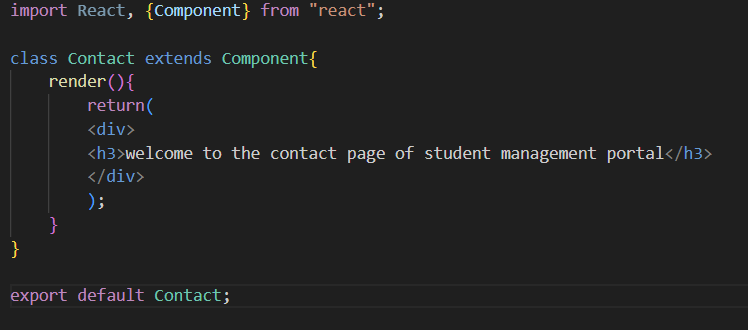 import React, {Component} from "react";
class Contact extends Component{
render(){
return(
<div>
<h3>welcome to the contact page of student management portal</h3>
</div>
);
}
}
export default Contact;